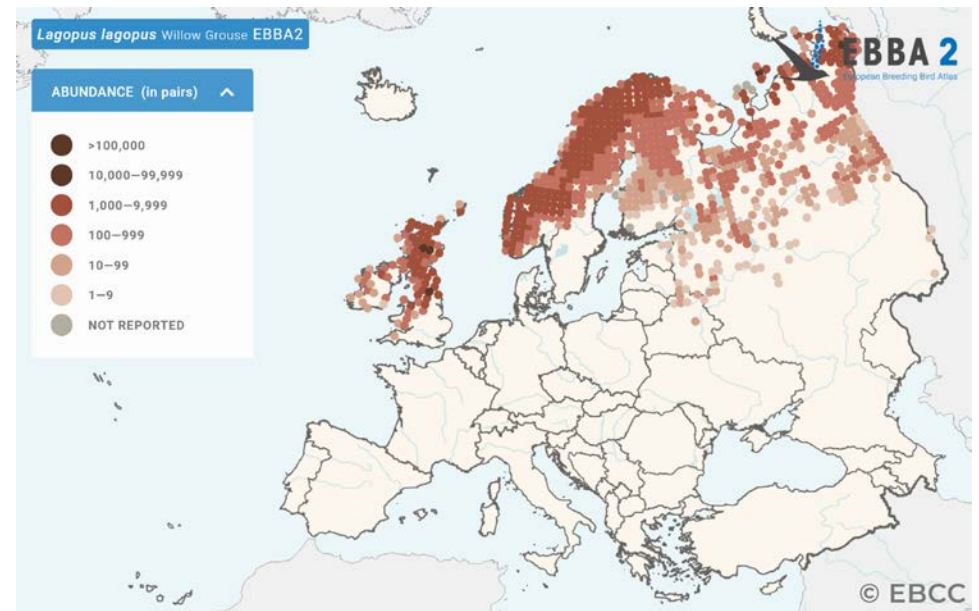 Lagopus lagopus Willow Grouse EBBA2
EBBA 2
European Breeding Bird Atlas
ABUNDANCE (in pairs)
>100,000
10,000–99,999
1,000–9,999
100–999
10–99
1–9
NOT REPORTED
© EBCC